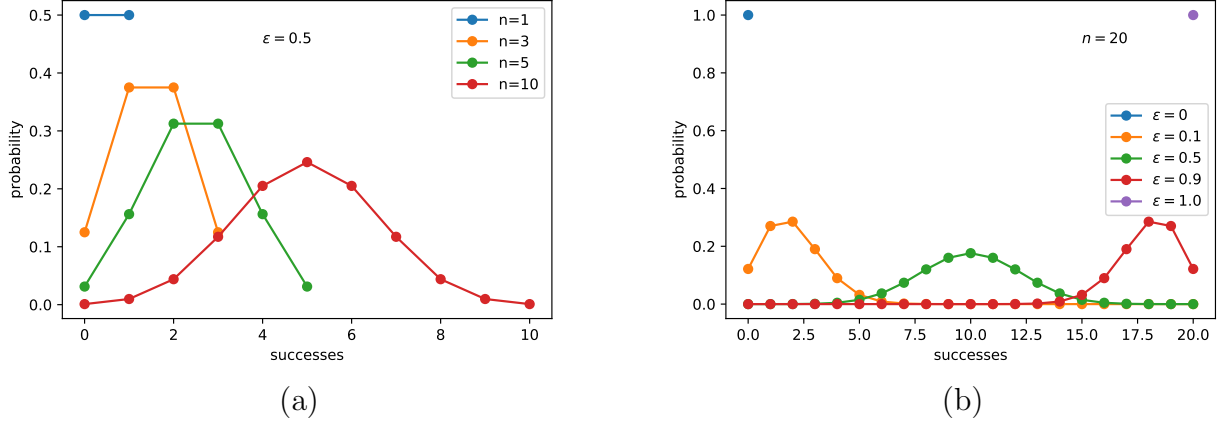 0.5
0.4
0.3
0.2
0.1
0.0
probability
ε = 0.5
n=1
n=3
n=5
n=10
0 2 4 6 8 10
successes
(a)
1.0
0.8
0.6
0.4
0.2
0.0
probability
n = 20
ε = 0
ε = 0.1
ε = 0.5
ε = 0.9
ε = 1.0
0.0 2.5 5.0 7.5 10.0 12.5 15.0 17.5 20.0
successes
(b)